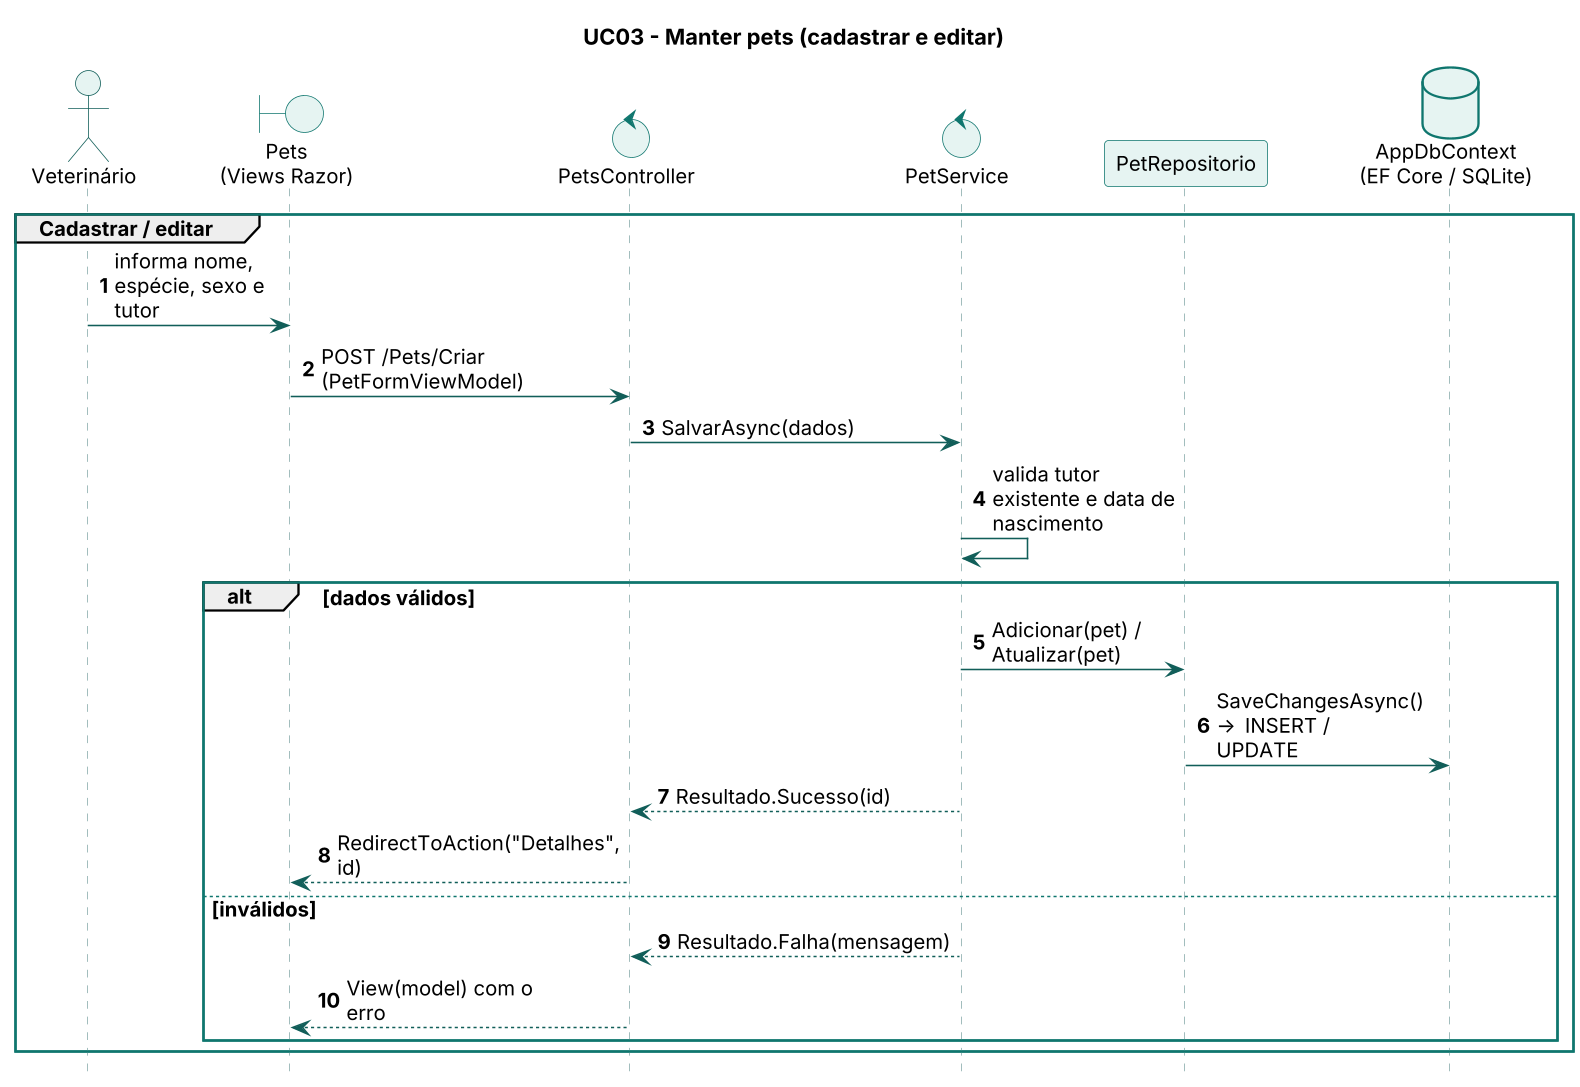 UC03 - Manter pets (cadastrar e editar)
Veterinário
Pets
(Views Razor)
PetsController
PetService
PetRepositorio
AppDbContext
(EF Core / SQLite)
Cadastrar / editar
informa nome,
1 espécie, sexo e
tutor
POST /Pets/Criar
2
(PetFormViewModel)
3 SalvarAsync(dados)
valida tutor
4 existente e data de
nascimento
alt [dados válidos]
Adicionar(pet) /
5
Atualizar(pet)
SaveChangesAsync()
6 → INSERT /
UPDATE
7 Resultado.Sucesso(id)
RedirectToAction("Detalhes",
8
id)
[inválidos]
9 Resultado.Falha(mensagem)
View(model) com o
10
erro